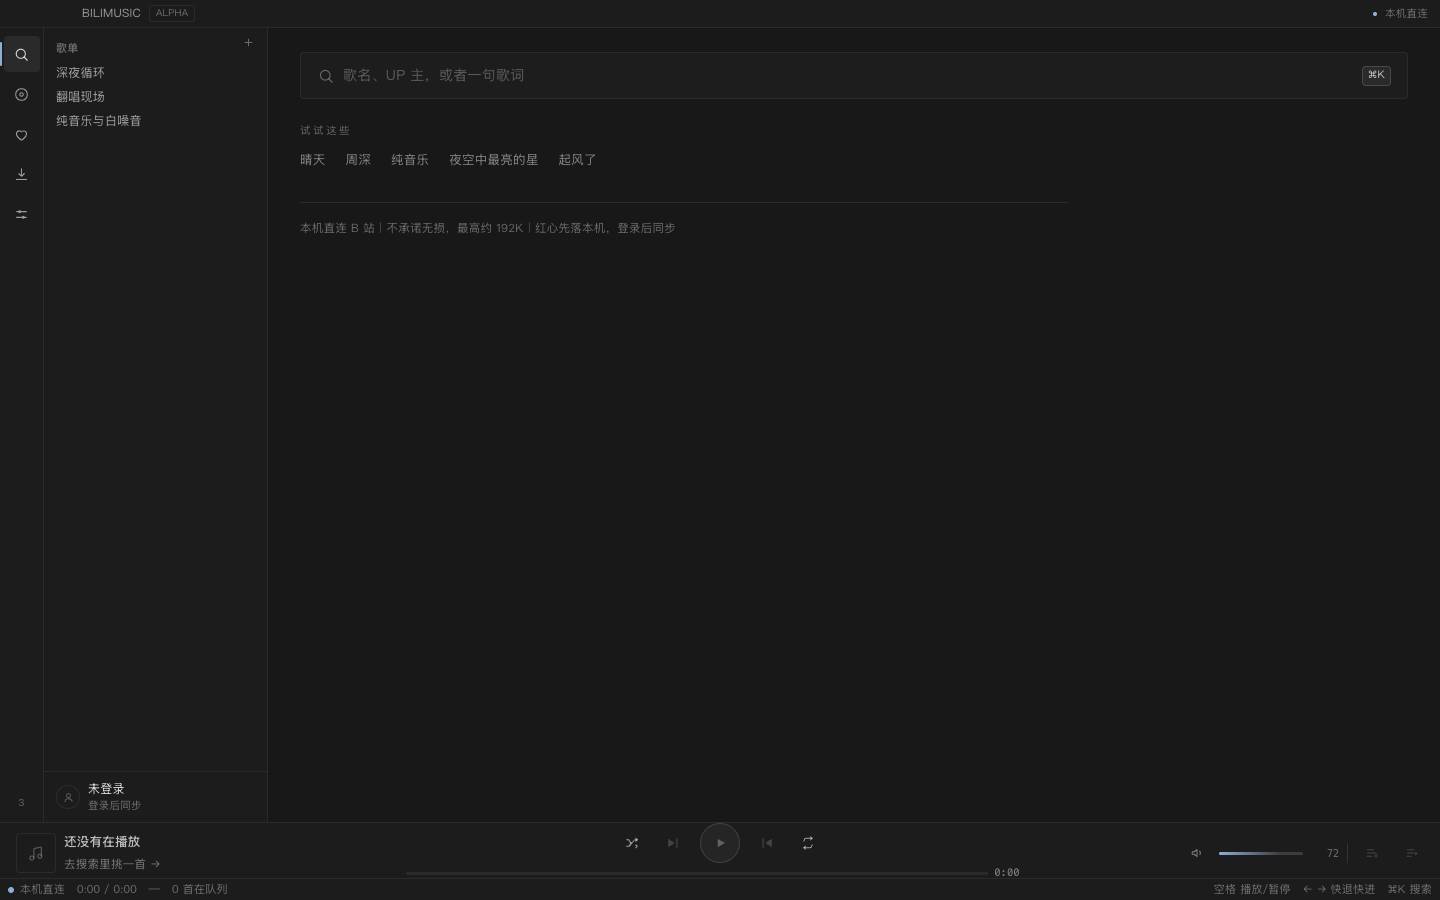 BILIMUSIC ALPHA
本机直连
歌单 +
深夜循环
翻唱现场
纯音乐与白噪音
歌名、UP 主，或者一句歌词 ⌘K
试试这些
晴天 周深 纯音乐 夜空中最亮的星 起风了
本机直连 B 站 | 不承诺无损，最高约 192K | 红心先落本机，登录后同步
3
未登录
登录后同步
还没有在播放
去搜索里挑一首 →
0:00
72
本机直连 0:00 / 0:00 — 0 首在队列
空格 播放/暂停 ← → 快退快进 ⌘K 搜索